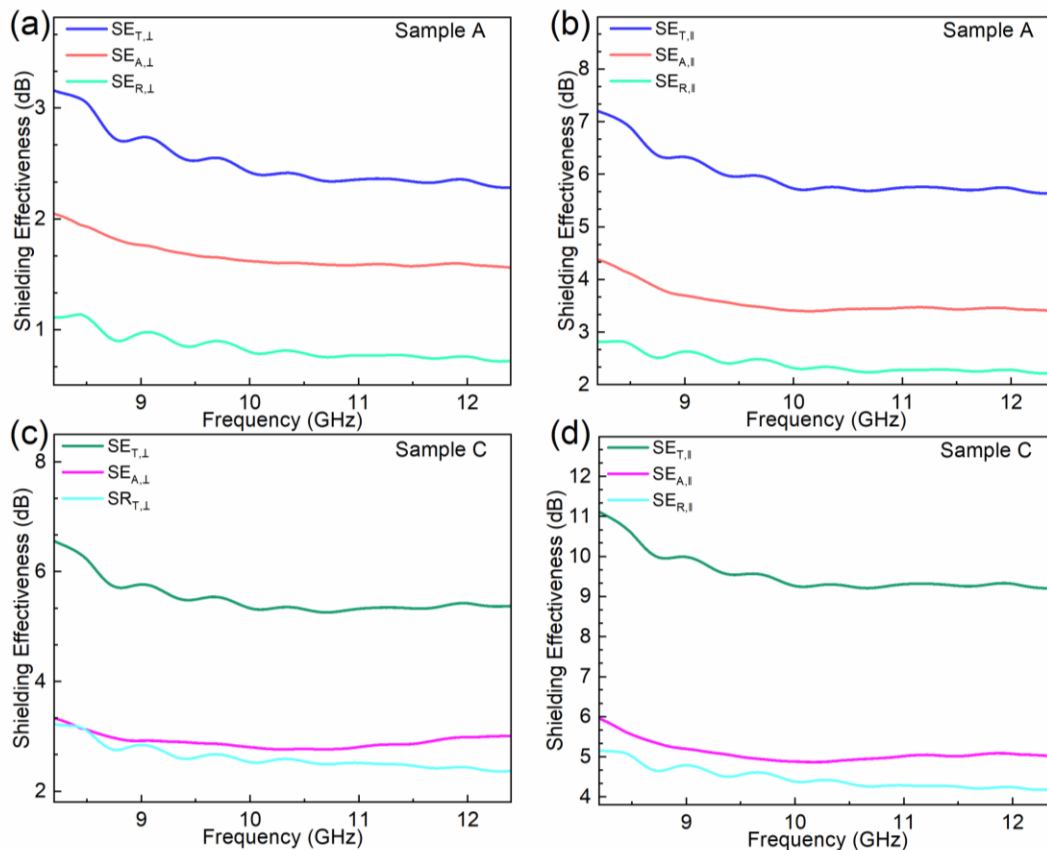 (a)
SE_T,⊥
SE_A,⊥
SE_R,⊥
Sample A
3
2
1
Shielding Effectiveness (dB)
9 10 11 12
Frequency (GHz)
(b)
SE_T,∥
SE_A,∥
SE_R,∥
Sample A
8
7
6
5
4
3
2
Shielding Effectiveness (dB)
9 10 11 12
Frequency (GHz)
(c)
SE_T,⊥
SE_A,⊥
SR_T,⊥
Sample C
8
6
4
2
Shielding Effectiveness (dB)
9 10 11 12
Frequency (GHz)
(d)
SE_T,∥
SE_A,∥
SE_R,∥
Sample C
12
11
10
9
8
7
6
5
4
Shielding Effectiveness (dB)
9 10 11 12
Frequency (GHz)